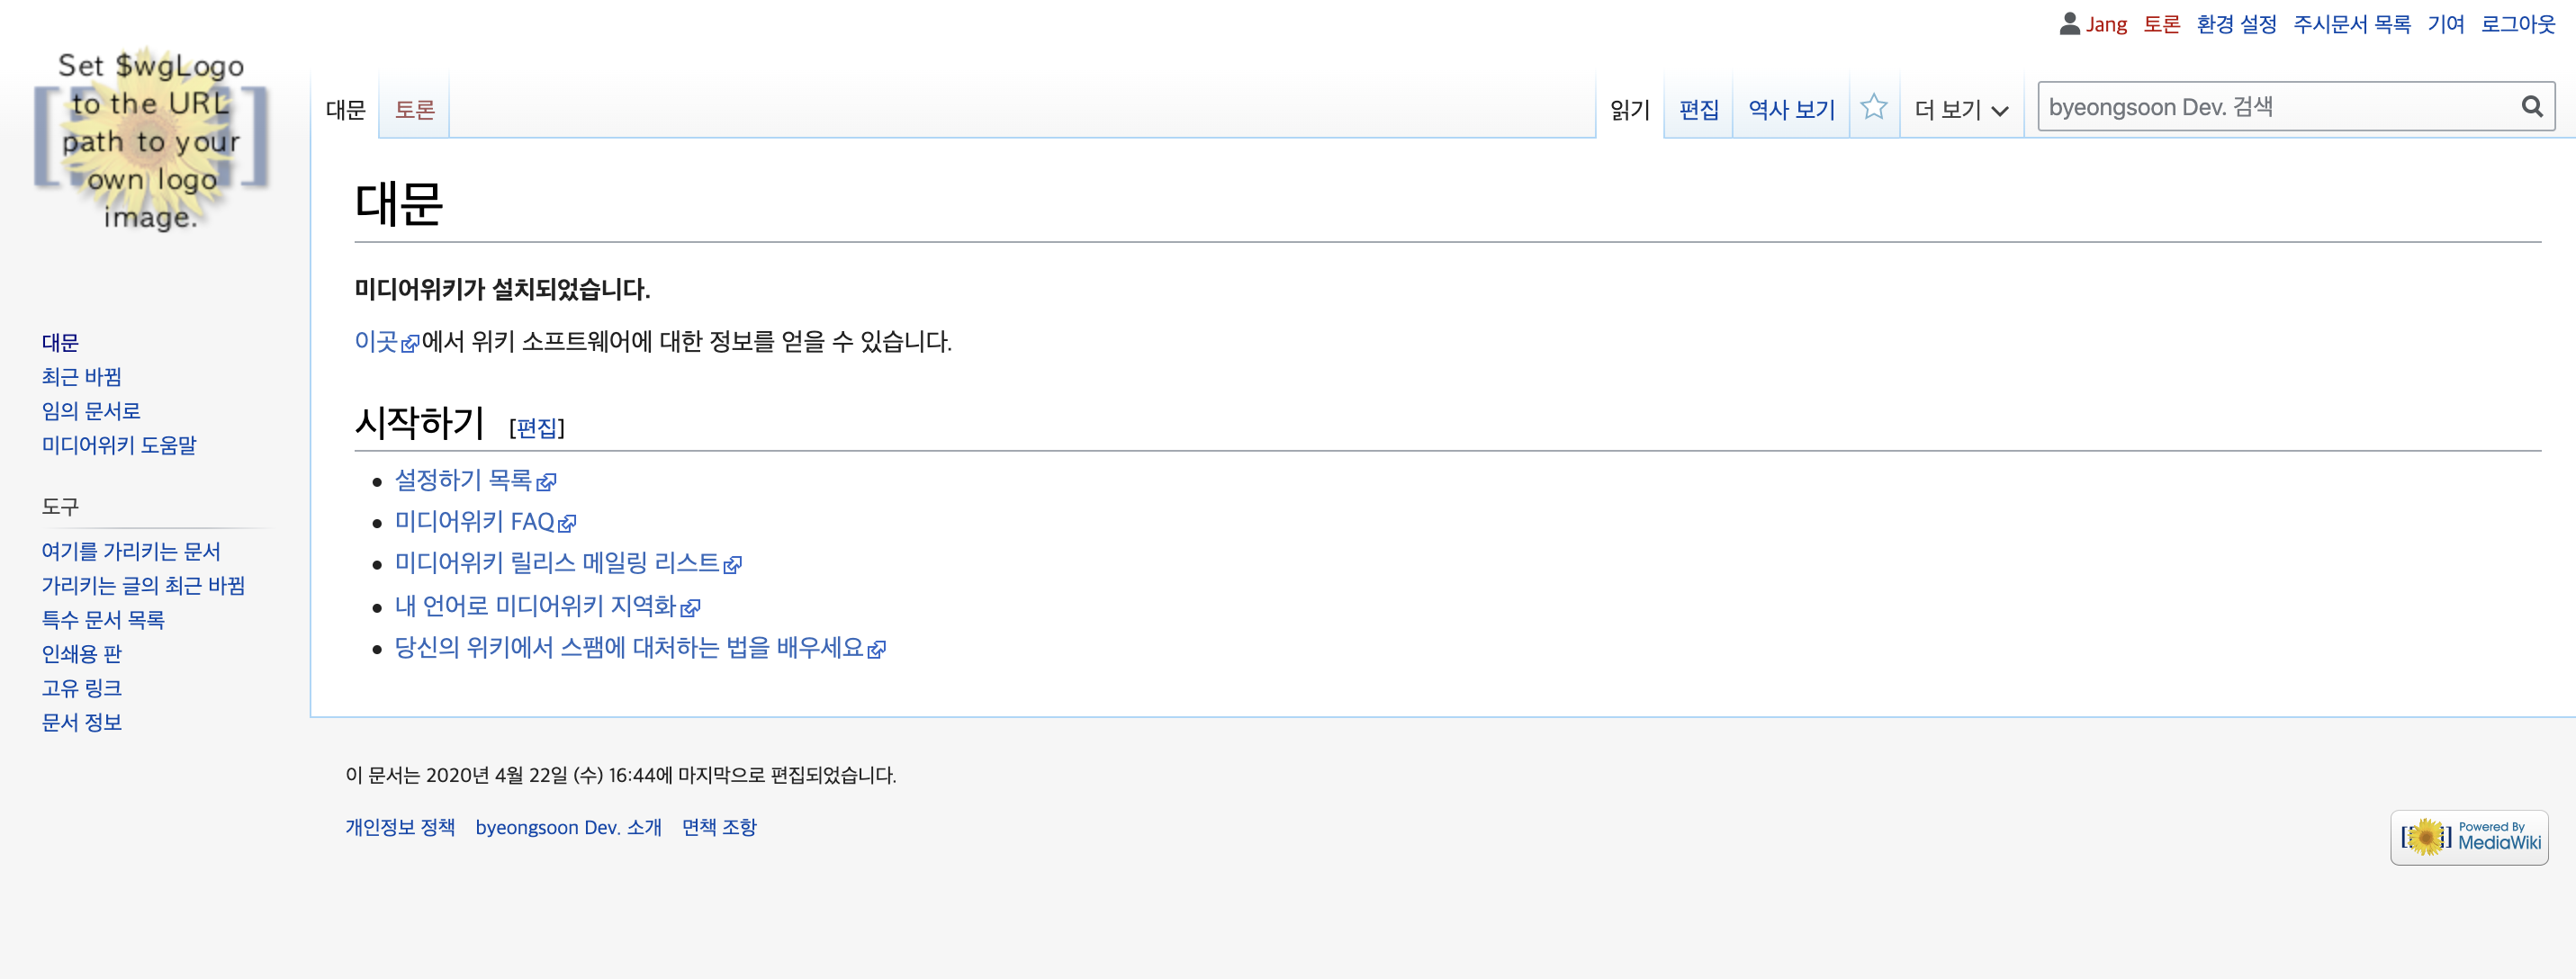 Jang 토론 환경 설정 주시문서 목록 기여 로그아웃
Set $wgLogo
to the URL
path to your
own logo
image.
대문 토론 읽기 편집 역사 보기 더 보기 byeongsoon Dev. 검색
대문
미디어위키가 설치되었습니다.
이곳에서 위키 소프트웨어에 대한 정보를 얻을 수 있습니다.
시작하기 [편집]
설정하기 목록
미디어위키 FAQ
미디어위키 릴리스 메일링 리스트
내 언어로 미디어위키 지역화
당신의 위키에서 스팸에 대처하는 법을 배우세요
대문
최근 바뀜
임의 문서로
미디어위키 도움말
도구
여기를 가리키는 문서
가리키는 글의 최근 바뀜
특수 문서 목록
인쇄용 판
고유 링크
문서 정보
이 문서는 2020년 4월 22일 (수) 16:44에 마지막으로 편집되었습니다.
개인정보 정책 byeongsoon Dev. 소개 면책 조항
Powered By
MediaWiki